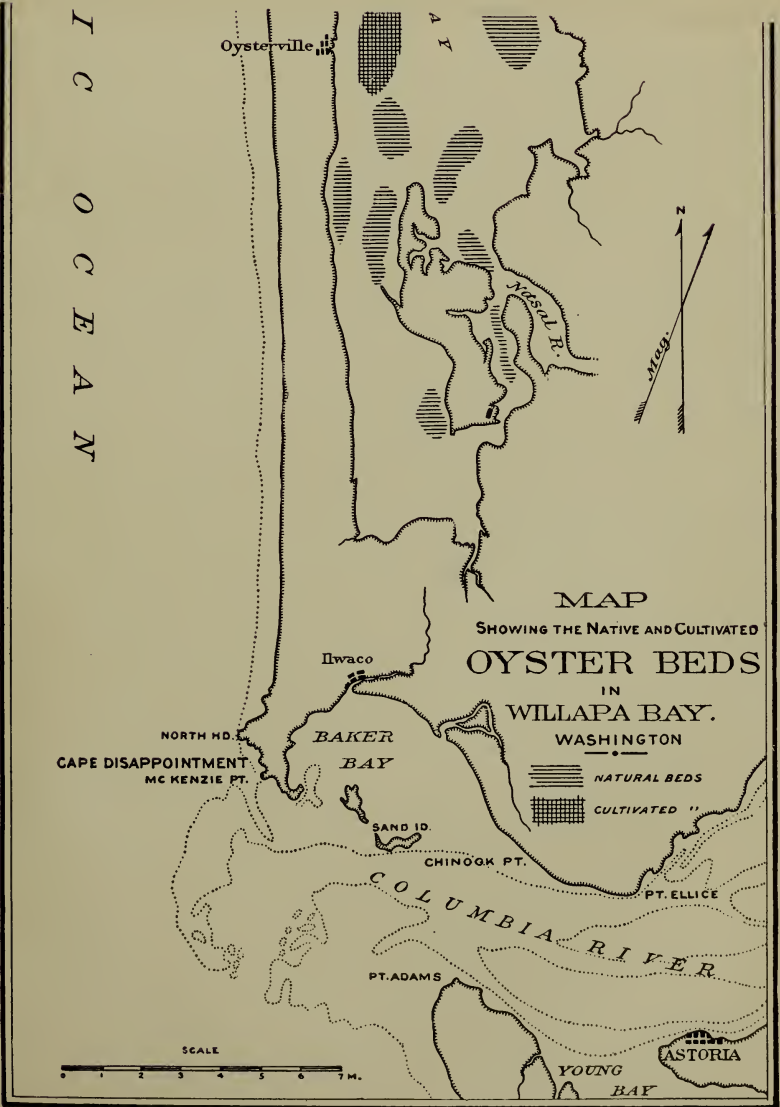 IC OCEAN
AY
Oysterville
N
Mag.
Nasal R.
MAP
SHOWING THE NATIVE AND CULTIVATED
OYSTER BEDS
IN
WILLAPA BAY.
WASHINGTON
NATURAL BEDS
CULTIVATED "
Ilwaco
NORTH HD.
BAKER
BAY
CAPE DISAPPOINTMENT
MC KENZIE PT.
SAND ID.
CHINOOK PT.
PT. ELLICE
COLUMBIA RIVER
PT. ADAMS
ASTORIA
YOUNG
BAY
SCALE
0 1 2 3 4 5 6 7 M.